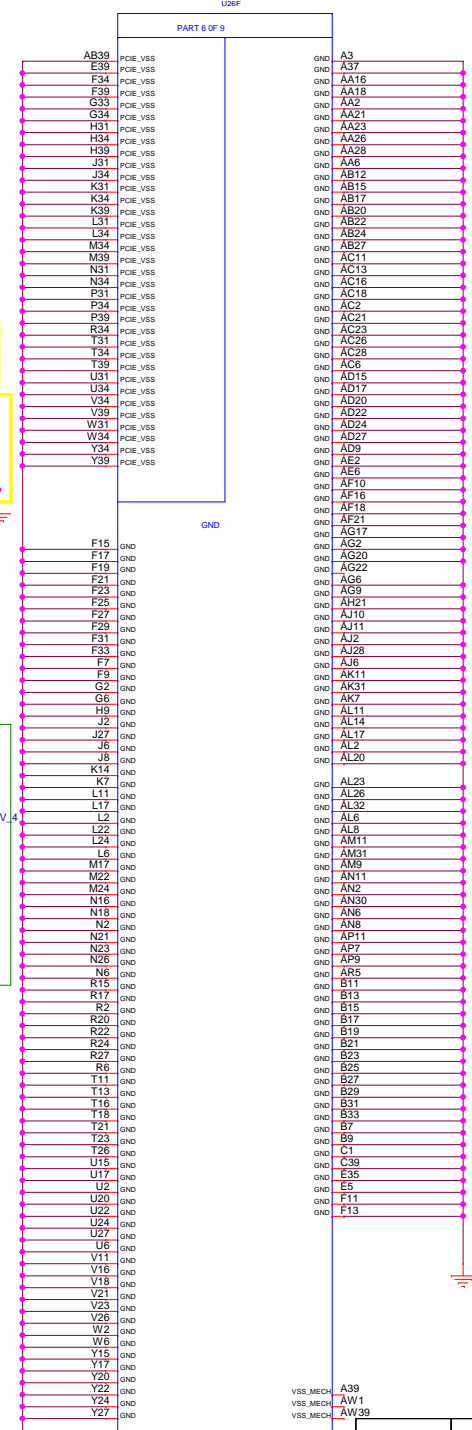 U26F
PART 6 0F 9
AB39 PCIE_VSS
E39 PCIE_VSS
F34 PCIE_VSS
F39 PCIE_VSS
G33 PCIE_VSS
G34 PCIE_VSS
H31 PCIE_VSS
H34 PCIE_VSS
H39 PCIE_VSS
J31 PCIE_VSS
J34 PCIE_VSS
K31 PCIE_VSS
K34 PCIE_VSS
K39 PCIE_VSS
L31 PCIE_VSS
L34 PCIE_VSS
M34 PCIE_VSS
M39 PCIE_VSS
N31 PCIE_VSS
N34 PCIE_VSS
P31 PCIE_VSS
P34 PCIE_VSS
P39 PCIE_VSS
R34 PCIE_VSS
T31 PCIE_VSS
T34 PCIE_VSS
T39 PCIE_VSS
U31 PCIE_VSS
U34 PCIE_VSS
V34 PCIE_VSS
V39 PCIE_VSS
W31 PCIE_VSS
W34 PCIE_VSS
Y34 PCIE_VSS
Y39 PCIE_VSS
GND
F15 GND
F17 GND
F19 GND
F21 GND
F23 GND
F25 GND
F27 GND
F29 GND
F31 GND
F33 GND
F7 GND
F9 GND
G2 GND
G6 GND
H9 GND
J2 GND
J27 GND
J6 GND
J8 GND
K14 GND
K7 GND
L11 GND
L17 GND
L2 GND
L22 GND
L24 GND
L6 GND
M17 GND
M22 GND
M24 GND
N16 GND
N18 GND
N2 GND
N21 GND
N23 GND
N26 GND
N6 GND
R15 GND
R17 GND
R2 GND
R20 GND
R22 GND
R24 GND
R27 GND
R6 GND
T11 GND
T13 GND
T16 GND
T18 GND
T21 GND
T23 GND
T26 GND
U15 GND
U17 GND
U2 GND
U20 GND
U22 GND
U24 GND
U27 GND
U6 GND
V11 GND
V16 GND
V18 GND
V21 GND
V23 GND
V26 GND
W2 GND
W6 GND
Y15 GND
Y17 GND
Y20 GND
Y22 GND
Y24 GND
Y27 GND
GND A3
GND A37
GND AA16
GND AA18
GND AA2
GND AA21
GND AA23
GND AA26
GND AA28
GND AA6
GND AB12
GND AB15
GND AB17
GND AB20
GND AB22
GND AB24
GND AB27
GND AC11
GND AC13
GND AC16
GND AC18
GND AC2
GND AC21
GND AC23
GND AC26
GND AC28
GND AC6
GND AD15
GND AD17
GND AD20
GND AD22
GND AD24
GND AD27
GND AD9
GND AE2
GND AE6
GND AF10
GND AF16
GND AF18
GND AF21
GND AG17
GND AG2
GND AG20
GND AG22
GND AG6
GND AG9
GND AH21
GND AJ10
GND AJ11
GND AJ2
GND AJ28
GND AJ6
GND AK11
GND AK31
GND AK7
GND AL11
GND AL14
GND AL17
GND AL2
GND AL20
GND AL23
GND AL26
GND AL32
GND AL6
GND AL8
GND AM11
GND AM31
GND AM9
GND AN11
GND AN2
GND AN30
GND AN6
GND AN8
GND AP11
GND AP7
GND AP9
GND AR5
GND B11
GND B13
GND B15
GND B17
GND B19
GND B21
GND B23
GND B25
GND B27
GND B29
GND B31
GND B33
GND B7
GND B9
GND C1
GND C39
GND E35
GND E5
GND F11
GND F13
VSS_MECH A39
VSS_MECH AW1
VSS_MECH AW39
V_4